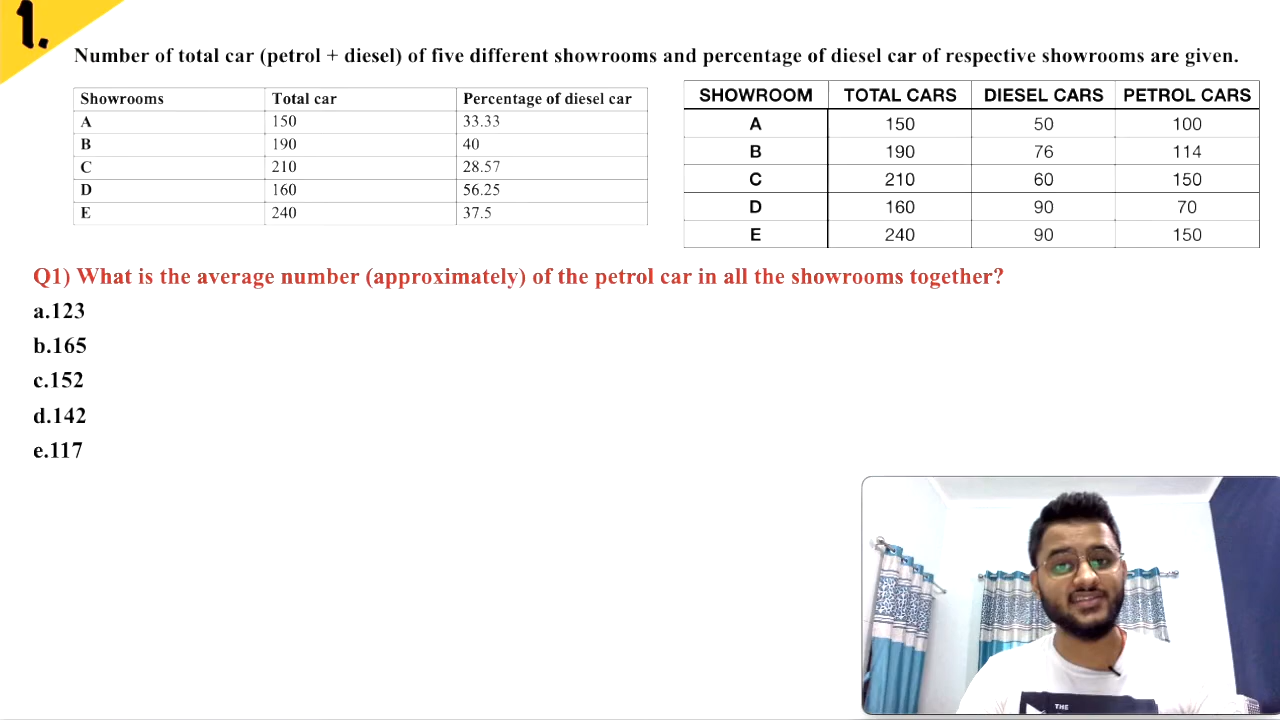 1.
Number of total car (petrol + diesel) of five different showrooms and percentage of diesel car of respective showrooms are given.
Showrooms Total car Percentage of diesel car
A 150 33.33
B 190 40
C 210 28.57
D 160 56.25
E 240 37.5
SHOWROOM TOTAL CARS DIESEL CARS PETROL CARS
A 150 50 100
B 190 76 114
C 210 60 150
D 160 90 70
E 240 90 150
Q1) What is the average number (approximately) of the petrol car in all the showrooms together?
a.123
b.165
c.152
d.142
e.117
THE